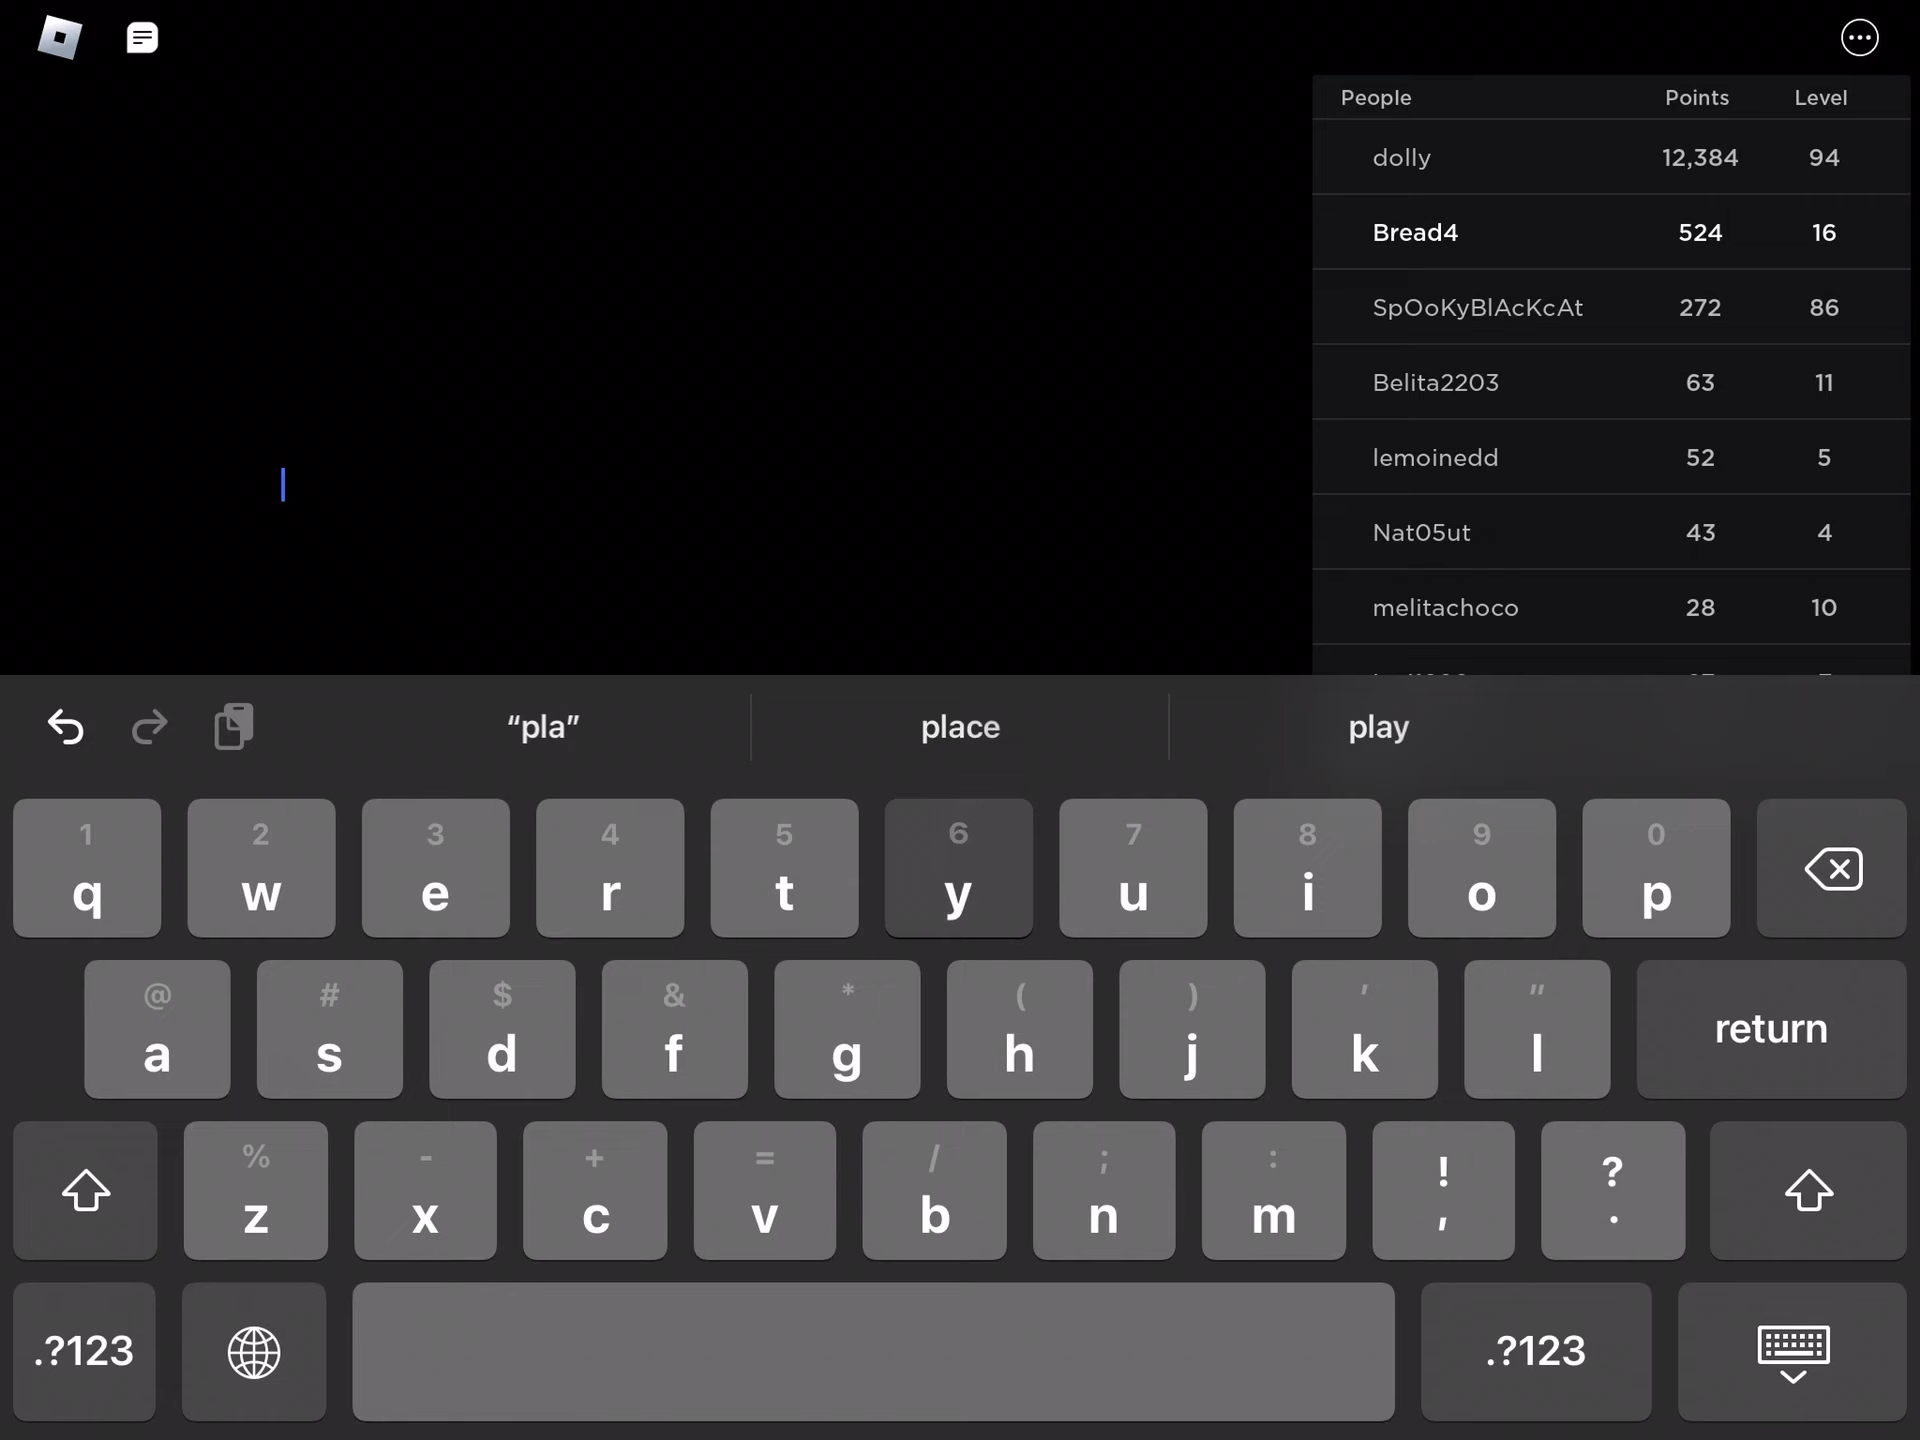 People Points Level
dolly 12,384 94
Bread4 524 16
SpOoKyBlAcKcAt 272 86
Belita2203 63 11
lemoinedd 52 5
Nat05ut 43 4
melitachoco 28 10
“pla” place play
1 2 3 4 5 6 7 8 9 0
q w e r t y u i o p
@ # $ & * ( ) ' "
a s d f g h j k l return
% - + = / ; : ! ?
z x c v b n m , .
.?123 .?123